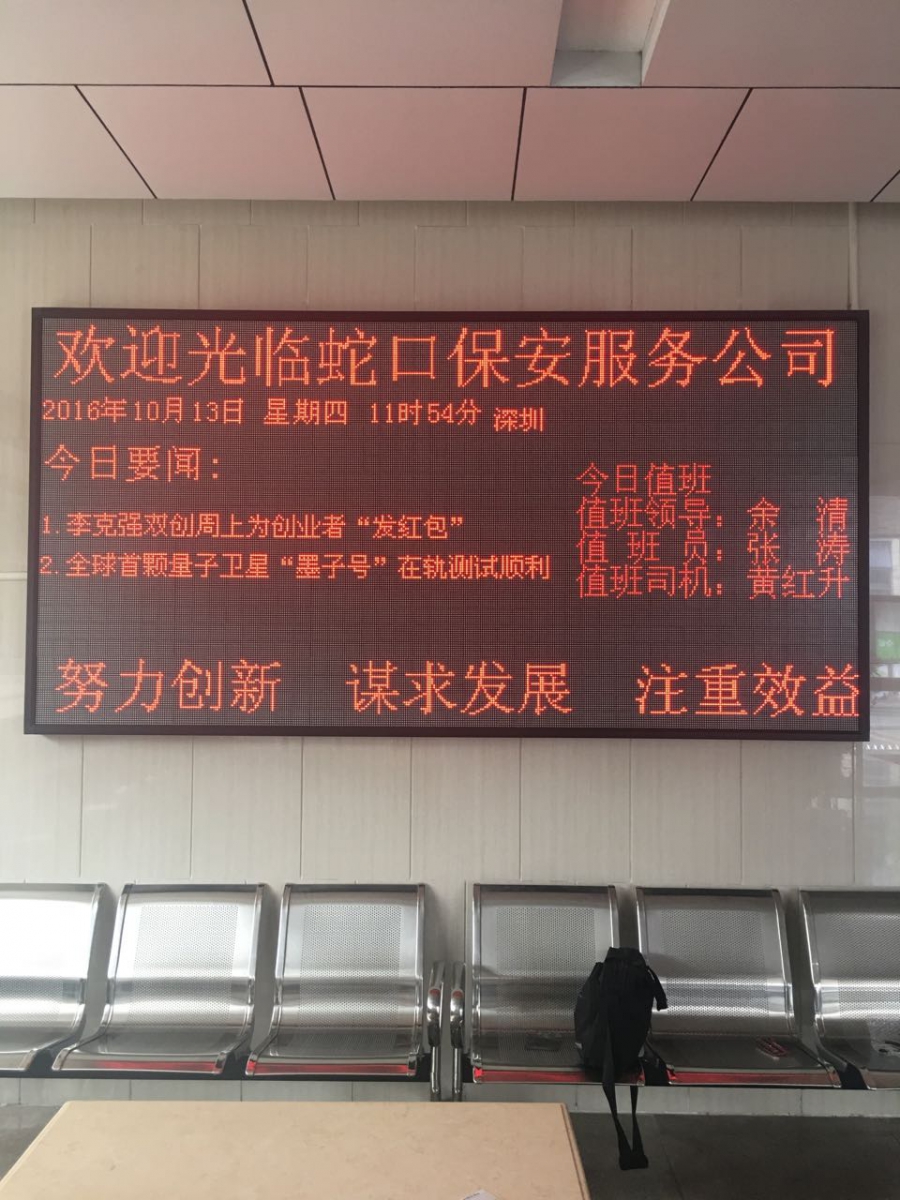 欢迎光临蛇口保安服务公司
2016年10月13日 星期四 11时54分 深圳
今日要闻：
1.李克强双创周上为创业者“发红包”
2.全球首颗量子卫星“墨子号”在轨测试顺利
今日值班
值班领导：余 清
值 班 员：张 涛
值班司机：黄红升
努力创新 谋求发展 注重效益